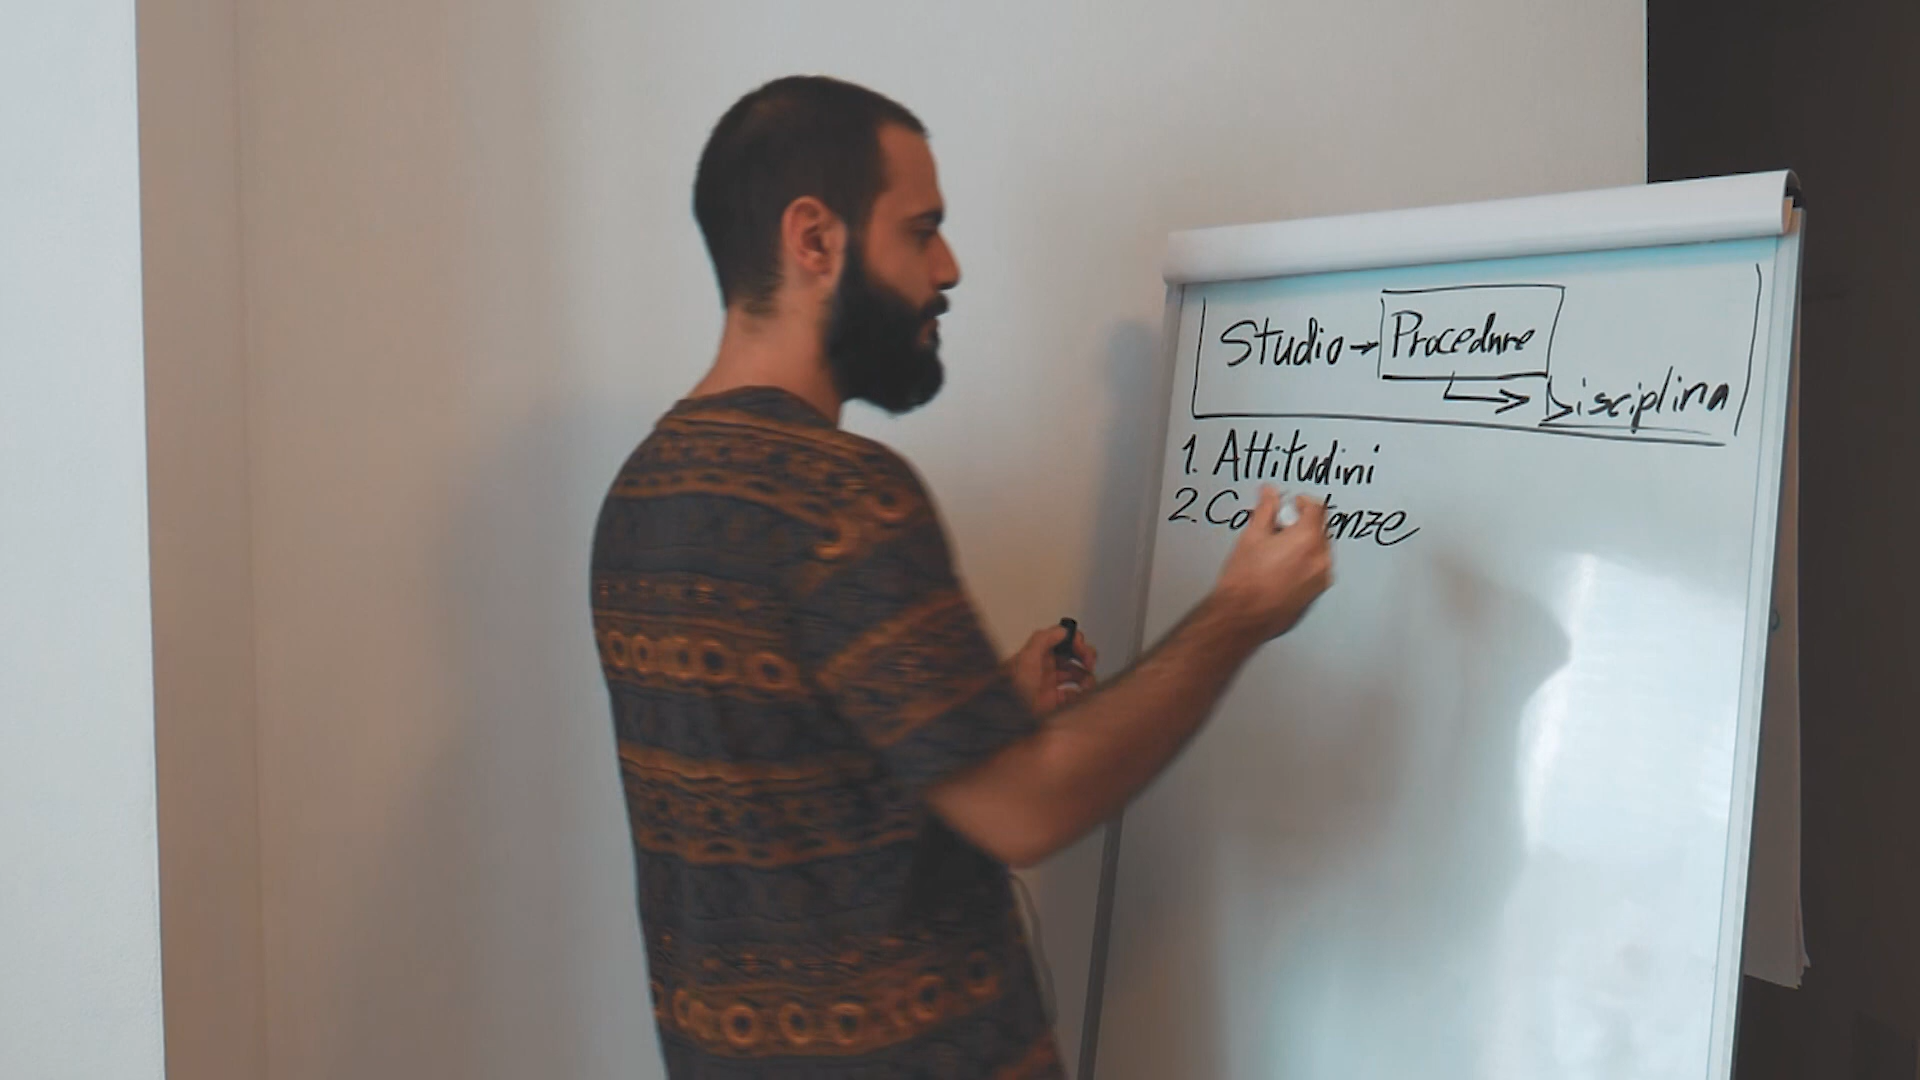 Studio → Procedure
→ Disciplina
1. Attitudini
2.